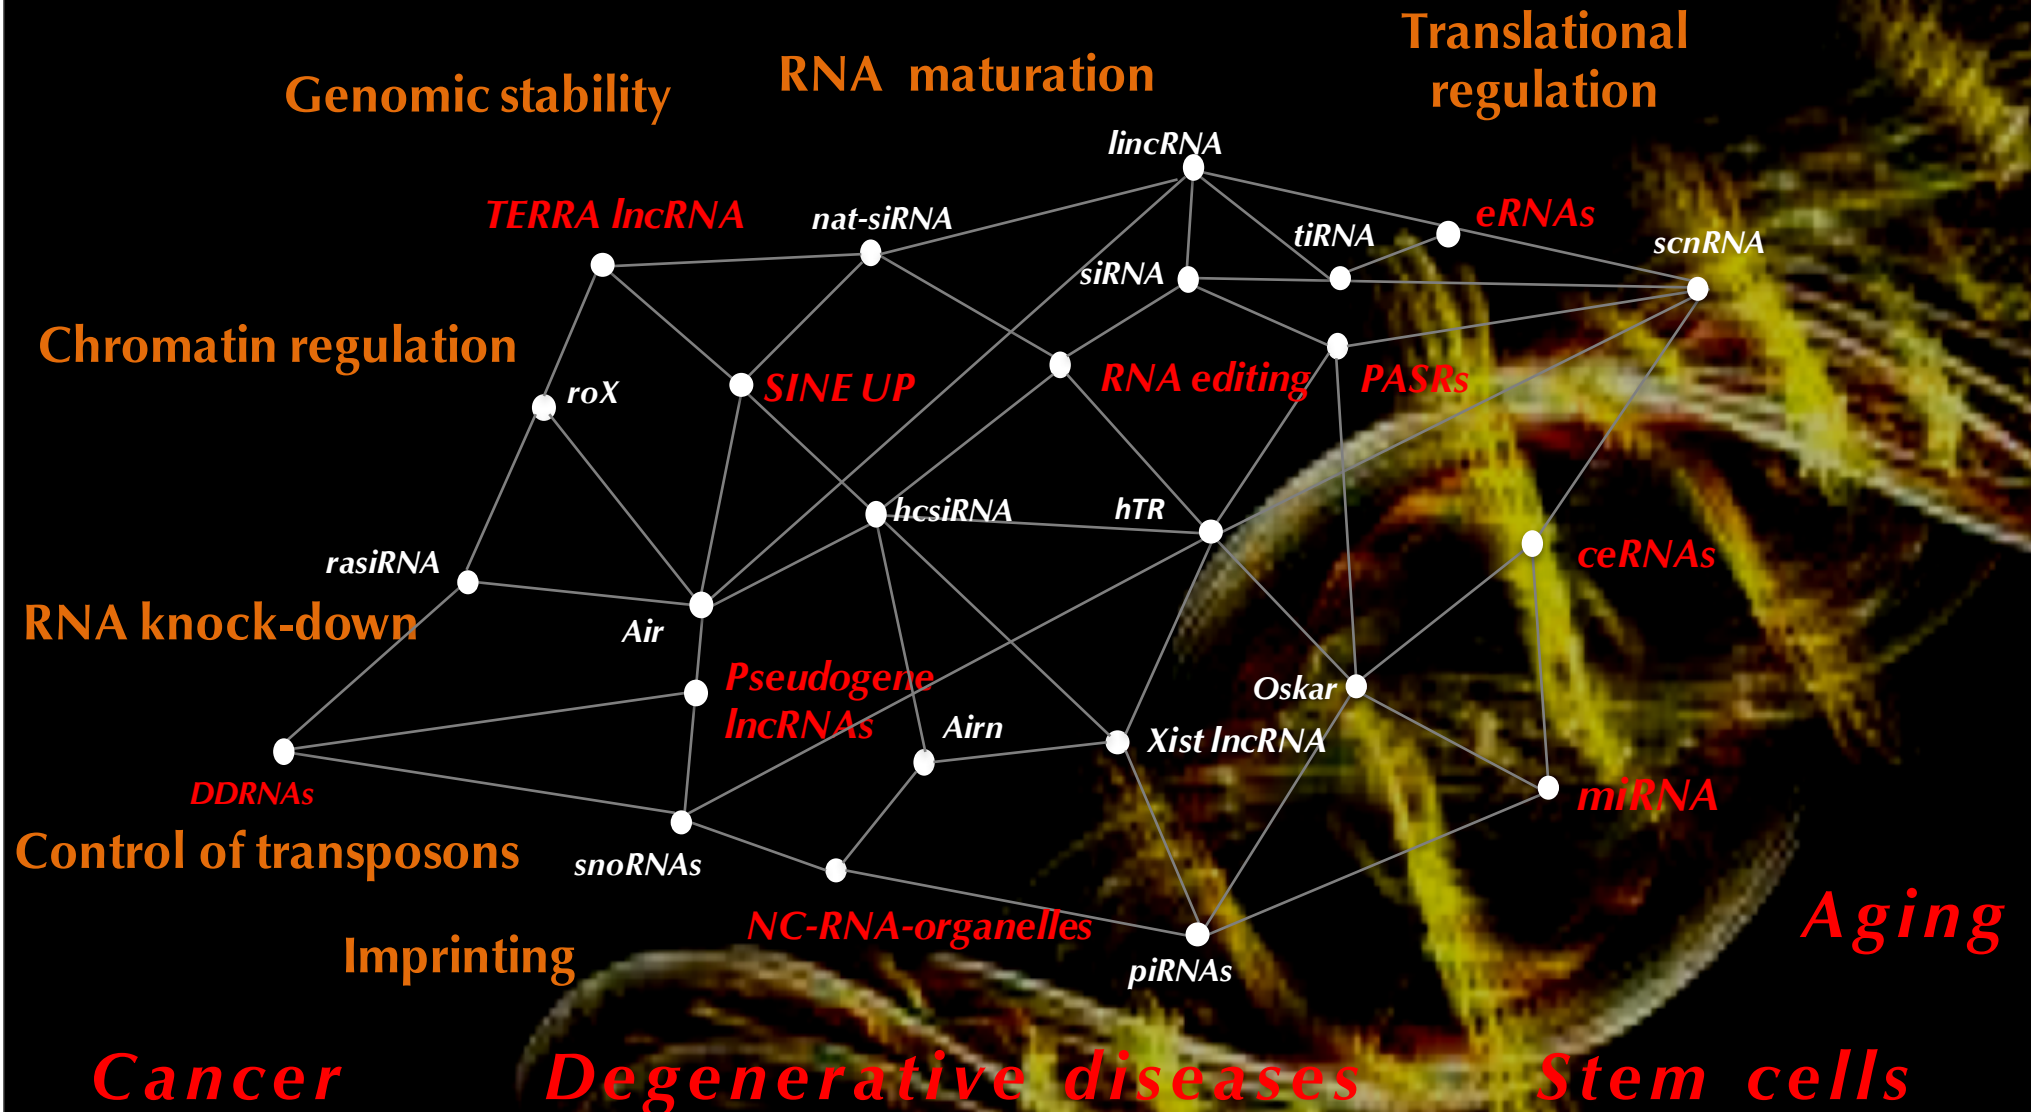 Translational
regulation
RNA maturation
Genomic stability
lincRNA
TERRA lncRNA
nat-siRNA
eRNAs
tiRNA
scnRNA
siRNA
Chromatin regulation
roX
SINE UP
RNA editing
PASRs
hcsiRNA
hTR
rasiRNA
ceRNAs
RNA knock-down
Air
Pseudogene
lncRNAs
Oskar
Airn
Xist lncRNA
DDRNAs
miRNA
Control of transposons
snoRNAs
NC-RNA-organelles
Aging
Imprinting
piRNAs
Cancer
Degenerative diseases
Stem cells